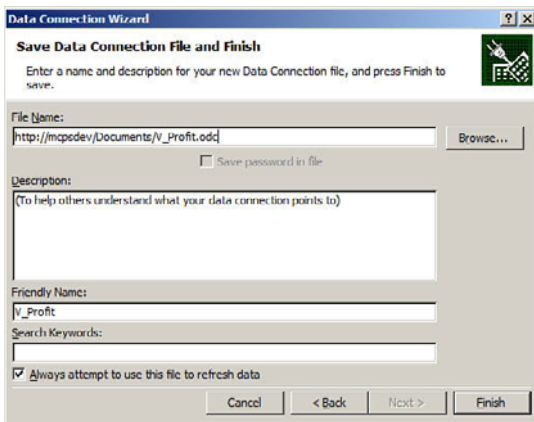 Data Connection Wizard
Save Data Connection File and Finish
Enter a name and description for your new Data Connection file, and press Finish to
save.
File Name:
http://mcpsdev/Documents/V_Profit.odc
Browse...
Save password in file
Description:
(To help others understand what your data connection points to)
Friendly Name:
V_Profit
Search Keywords:
Always attempt to use this file to refresh data
Cancel
< Back
Next >
Finish